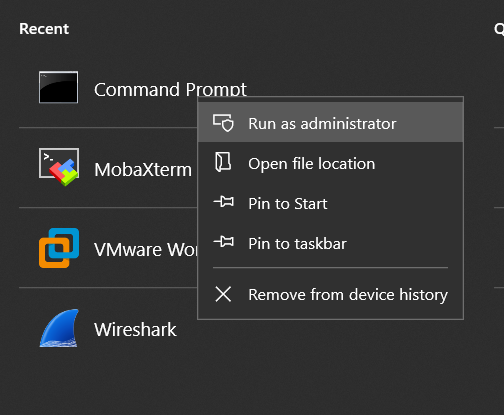 Recent
Q
Command Prompt
Run as administrator
MobaXterm
Open file location
Pin to Start
VMware Wor
Pin to taskbar
Remove from device history
Wireshark